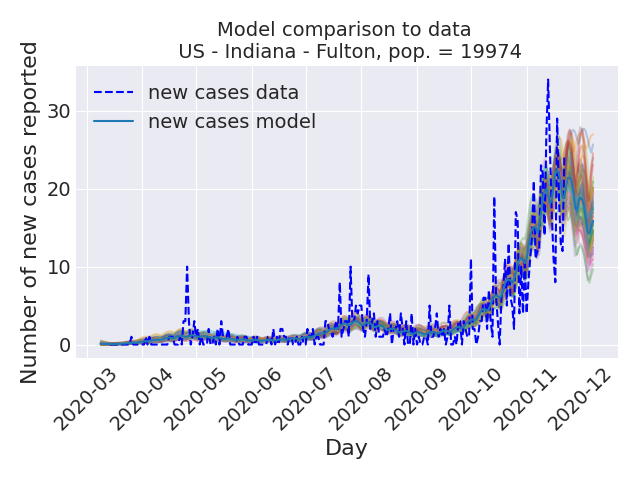 Model comparison to data
US - Indiana - Fulton, pop. = 19974
Number of new cases reported
new cases data
new cases model
30
20
10
0
2020-03
2020-04
2020-05
2020-06
2020-07
2020-08
2020-09
2020-10
2020-11
2020-12
Day